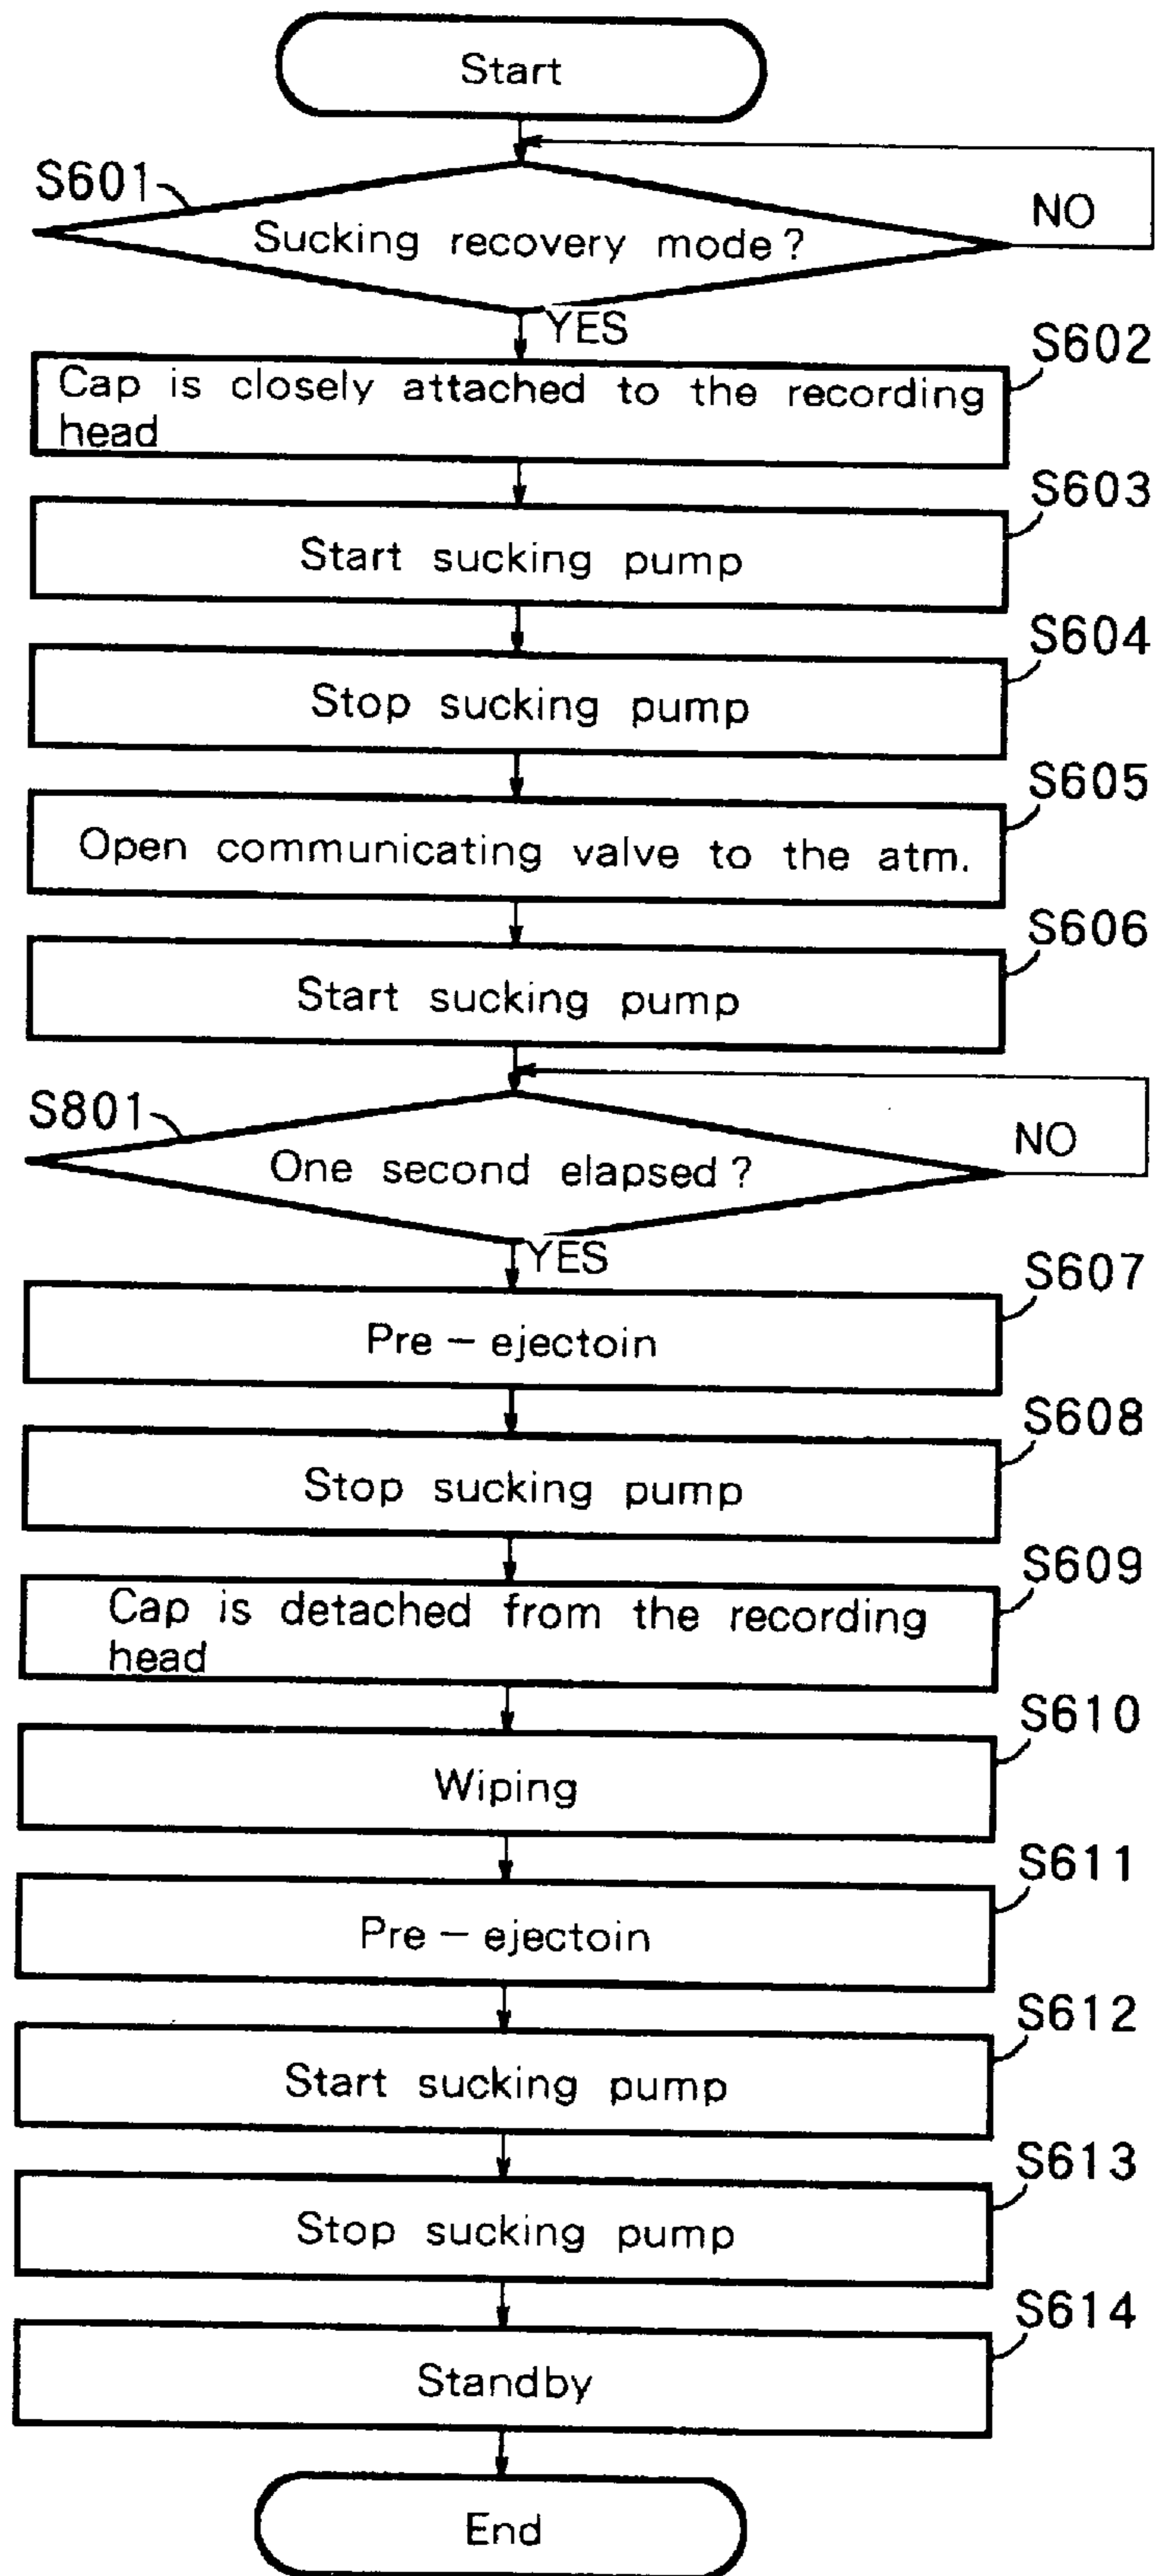 Start
S601
Sucking recovery mode?
NO
YES
S602
Cap is closely attached to the recording
head
S603
Start sucking pump
S604
Stop sucking pump
S605
Open communicating valve to the atm.
S606
Start sucking pump
S801
One second elapsed?
NO
YES
S607
Pre-ejectoin
S608
Stop sucking pump
S609
Cap is detached from the recording
head
S610
Wiping
S611
Pre-ejectoin
S612
Start sucking pump
S613
Stop sucking pump
S614
Standby
End